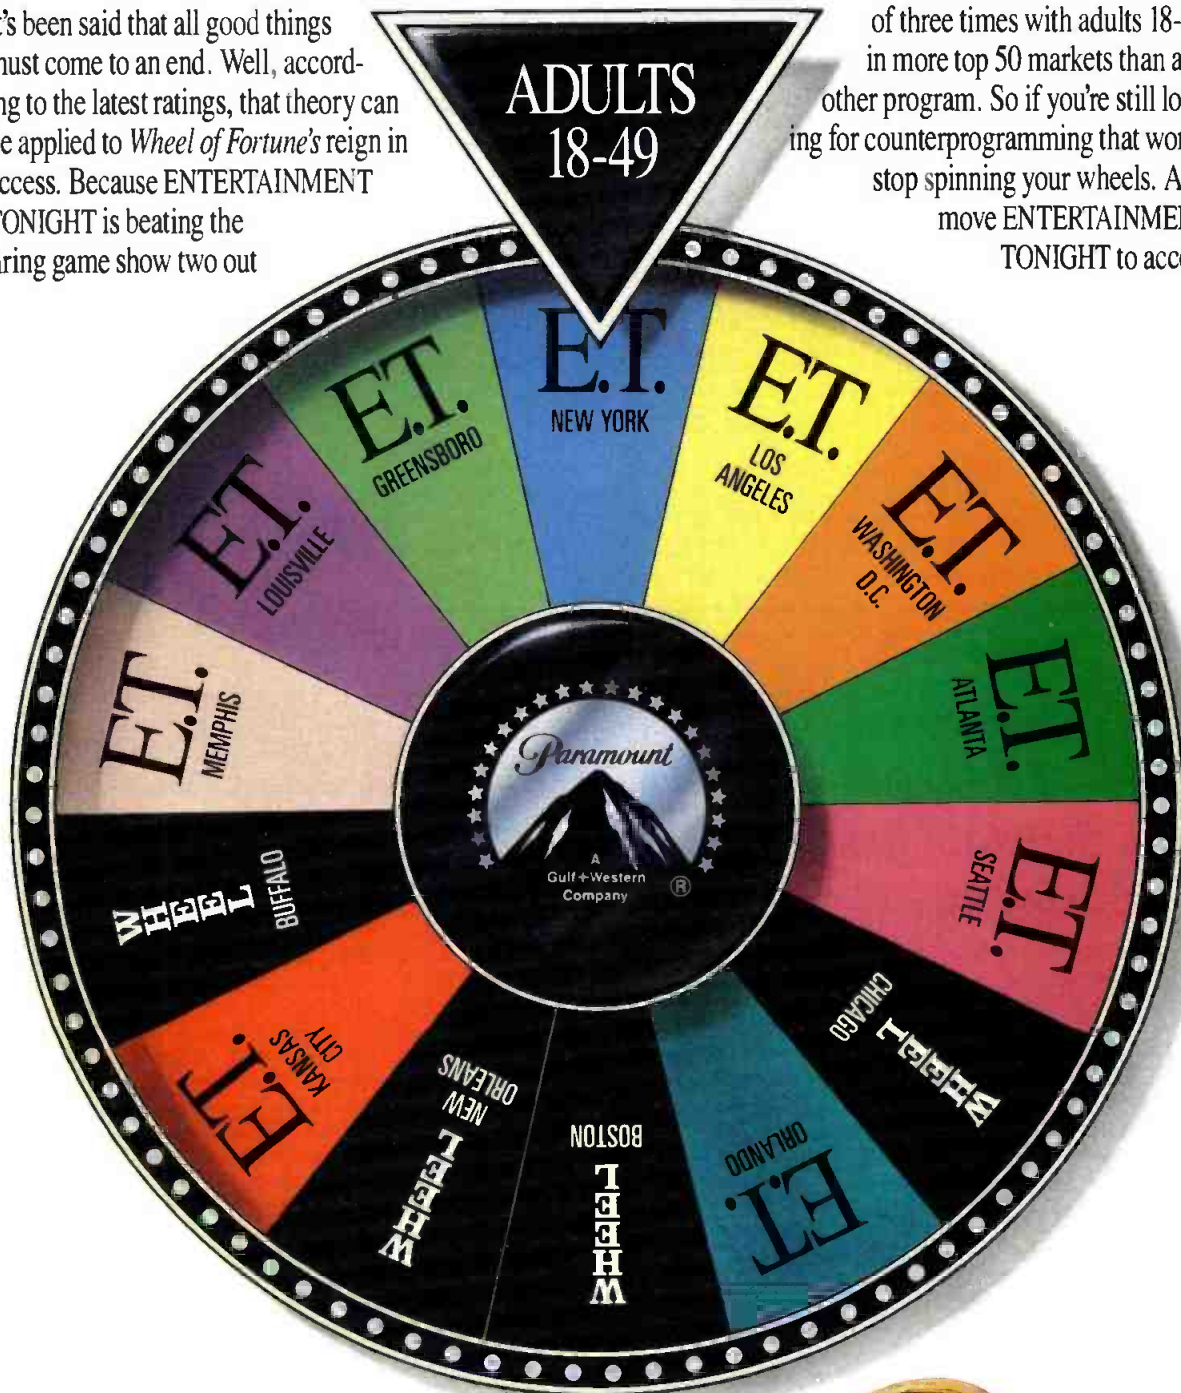 's been said that all good things
must come to an end. Well, accord-
ng to the latest ratings, that theory can
e applied to Wheel of Fortune's reign in
ccess. Because ENTERTAINMENT
TONIGHT is beating the
aring game show two out
ADULTS
18-49
of three times with adults 18-
in more top 50 markets than a
other program. So if you're still lo
ing for counterprogramming that wor
stop spinning your wheels. A
move ENTERTAINME
TONIGHT to acc
E.T.
NEW YORK
E.T.
LOS
ANGELES
E.T.
WASHINGTON
D.C.
E.T.
ATLANTA
E.T.
SEATTLE
WHEEL
CHICAGO
E.T.
ORLANDO
WHEEL
BOSTON
WHEEL
NEW
ORLEANS
E.T.
KANSAS
CITY
WHEEL
BUFFALO
E.T.
MEMPHIS
E.T.
LOUISVILLE
E.T.
GREENSBORO
Paramount
A
Gulf+Western
Company
®